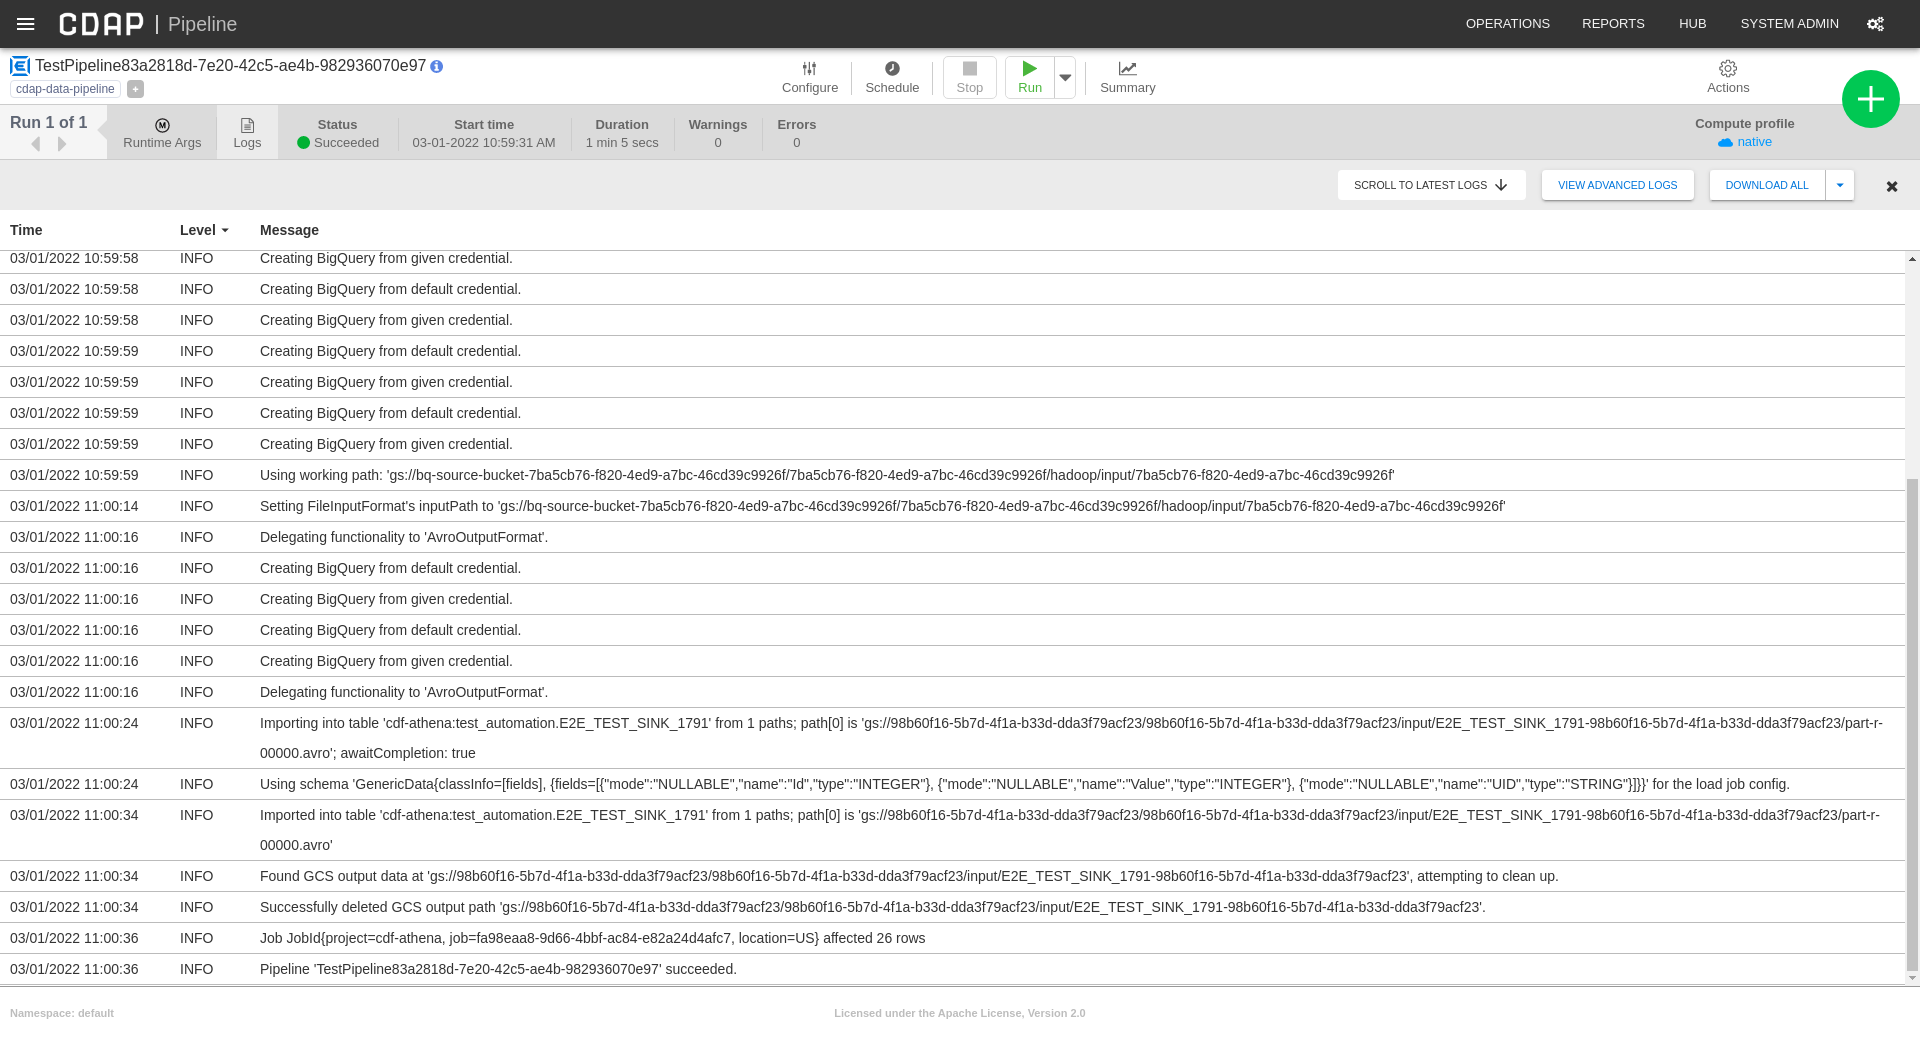 CDAP | Pipeline
OPERATIONS REPORTS HUB SYSTEM ADMIN
TestPipeline83a2818d-7e20-42c5-ae4b-982936070e97
cdap-data-pipeline +
Configure Schedule Stop Run Summary Actions
Run 1 of 1
Runtime Args
Logs
Status
Succeeded
Start time
03-01-2022 10:59:31 AM
Duration
1 min 5 secs
Warnings
0
Errors
0
Compute profile
native
SCROLL TO LATEST LOGS VIEW ADVANCED LOGS DOWNLOAD ALL
Time Level Message
03/01/2022 10:59:58 INFO Creating BigQuery from given credential.
03/01/2022 10:59:58 INFO Creating BigQuery from default credential.
03/01/2022 10:59:58 INFO Creating BigQuery from given credential.
03/01/2022 10:59:59 INFO Creating BigQuery from default credential.
03/01/2022 10:59:59 INFO Creating BigQuery from given credential.
03/01/2022 10:59:59 INFO Creating BigQuery from default credential.
03/01/2022 10:59:59 INFO Creating BigQuery from given credential.
03/01/2022 10:59:59 INFO Using working path: 'gs://bq-source-bucket-7ba5cb76-f820-4ed9-a7bc-46cd39c9926f/7ba5cb76-f820-4ed9-a7bc-46cd39c9926f/hadoop/input/7ba5cb76-f820-4ed9-a7bc-46cd39c9926f'
03/01/2022 11:00:14 INFO Setting FileInputFormat's inputPath to 'gs://bq-source-bucket-7ba5cb76-f820-4ed9-a7bc-46cd39c9926f/7ba5cb76-f820-4ed9-a7bc-46cd39c9926f/hadoop/input/7ba5cb76-f820-4ed9-a7bc-46cd39c9926f'
03/01/2022 11:00:16 INFO Delegating functionality to 'AvroOutputFormat'.
03/01/2022 11:00:16 INFO Creating BigQuery from default credential.
03/01/2022 11:00:16 INFO Creating BigQuery from given credential.
03/01/2022 11:00:16 INFO Creating BigQuery from default credential.
03/01/2022 11:00:16 INFO Creating BigQuery from given credential.
03/01/2022 11:00:16 INFO Delegating functionality to 'AvroOutputFormat'.
03/01/2022 11:00:24 INFO Importing into table 'cdf-athena:test_automation.E2E_TEST_SINK_1791' from 1 paths; path[0] is 'gs://98b60f16-5b7d-4f1a-b33d-dda3f79acf23/98b60f16-5b7d-4f1a-b33d-dda3f79acf23/input/E2E_TEST_SINK_1791-98b60f16-5b7d-4f1a-b33d-dda3f79acf23/part-r-
00000.avro'; awaitCompletion: true
03/01/2022 11:00:24 INFO Using schema 'GenericData{classInfo=[fields], {fields=[{"mode":"NULLABLE","name":"Id","type":"INTEGER"}, {"mode":"NULLABLE","name":"Value","type":"INTEGER"}, {"mode":"NULLABLE","name":"UID","type":"STRING"}]}}' for the load job config.
03/01/2022 11:00:34 INFO Imported into table 'cdf-athena:test_automation.E2E_TEST_SINK_1791' from 1 paths; path[0] is 'gs://98b60f16-5b7d-4f1a-b33d-dda3f79acf23/98b60f16-5b7d-4f1a-b33d-dda3f79acf23/input/E2E_TEST_SINK_1791-98b60f16-5b7d-4f1a-b33d-dda3f79acf23/part-r-
00000.avro'
03/01/2022 11:00:34 INFO Found GCS output data at 'gs://98b60f16-5b7d-4f1a-b33d-dda3f79acf23/98b60f16-5b7d-4f1a-b33d-dda3f79acf23/input/E2E_TEST_SINK_1791-98b60f16-5b7d-4f1a-b33d-dda3f79acf23', attempting to clean up.
03/01/2022 11:00:34 INFO Successfully deleted GCS output path 'gs://98b60f16-5b7d-4f1a-b33d-dda3f79acf23/98b60f16-5b7d-4f1a-b33d-dda3f79acf23/input/E2E_TEST_SINK_1791-98b60f16-5b7d-4f1a-b33d-dda3f79acf23'.
03/01/2022 11:00:36 INFO Job JobId{project=cdf-athena, job=fa98eaa8-9d66-4bbf-ac84-e82a24d4afc7, location=US} affected 26 rows
03/01/2022 11:00:36 INFO Pipeline 'TestPipeline83a2818d-7e20-42c5-ae4b-982936070e97' succeeded.
Namespace: default Licensed under the Apache License, Version 2.0